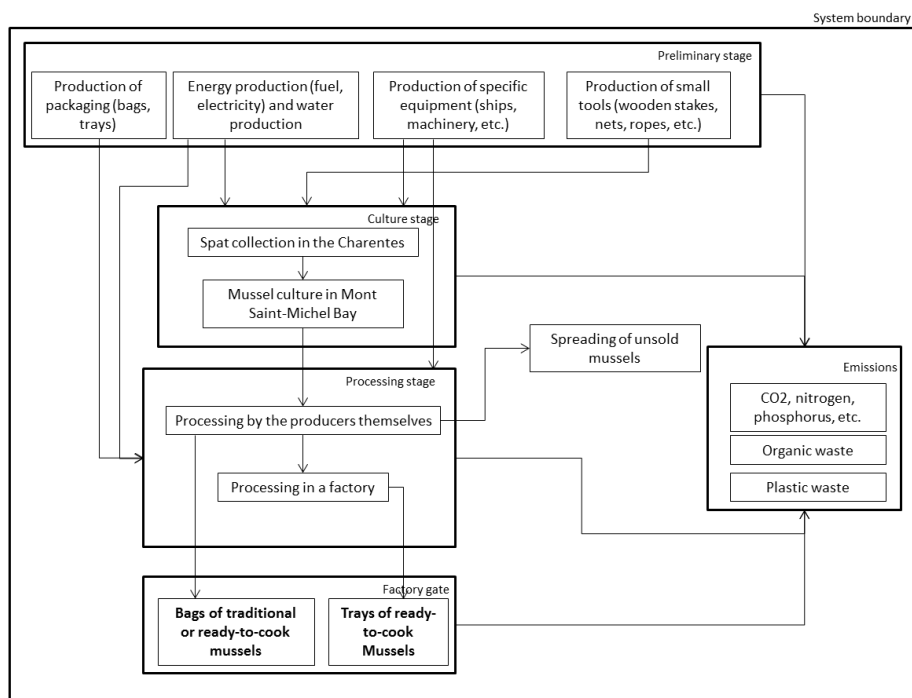 System boundary
Preliminary stage
Production of
packaging (bags,
trays)
Energy production (fuel,
electricity) and water
production
Production of specific
equipment (ships,
machinery, etc.)
Production of small
tools (wooden stakes,
nets, ropes, etc.)
Culture stage
Spat collection in the Charentes
Mussel culture in Mont
Saint-Michel Bay
Spreading of unsold
mussels
Processing stage
Processing by the producers themselves
Processing in a factory
Emissions
CO2, nitrogen,
phosphorus, etc.
Organic waste
Plastic waste
Factory gate
Bags of traditional
or ready-to-cook
mussels
Trays of ready-
to-cook
Mussels